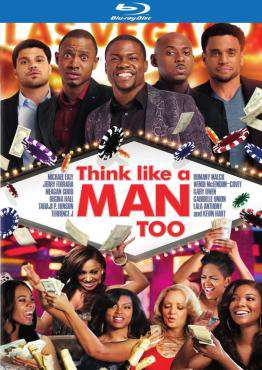 Blu-ray Disc
LAS VEGAS
Think like a
MAN
TOO
MICHAEL EALY
JERRY FERRARA
MEAGAN GOOD
REGINA HALL
TARAJI P. HENSON
TERRENCE J
ROMANY MALCO
WENDI McLENDON-COVEY
GARY OWEN
GABRIELLE UNION
LALA ANTHONY
and KEVIN HART